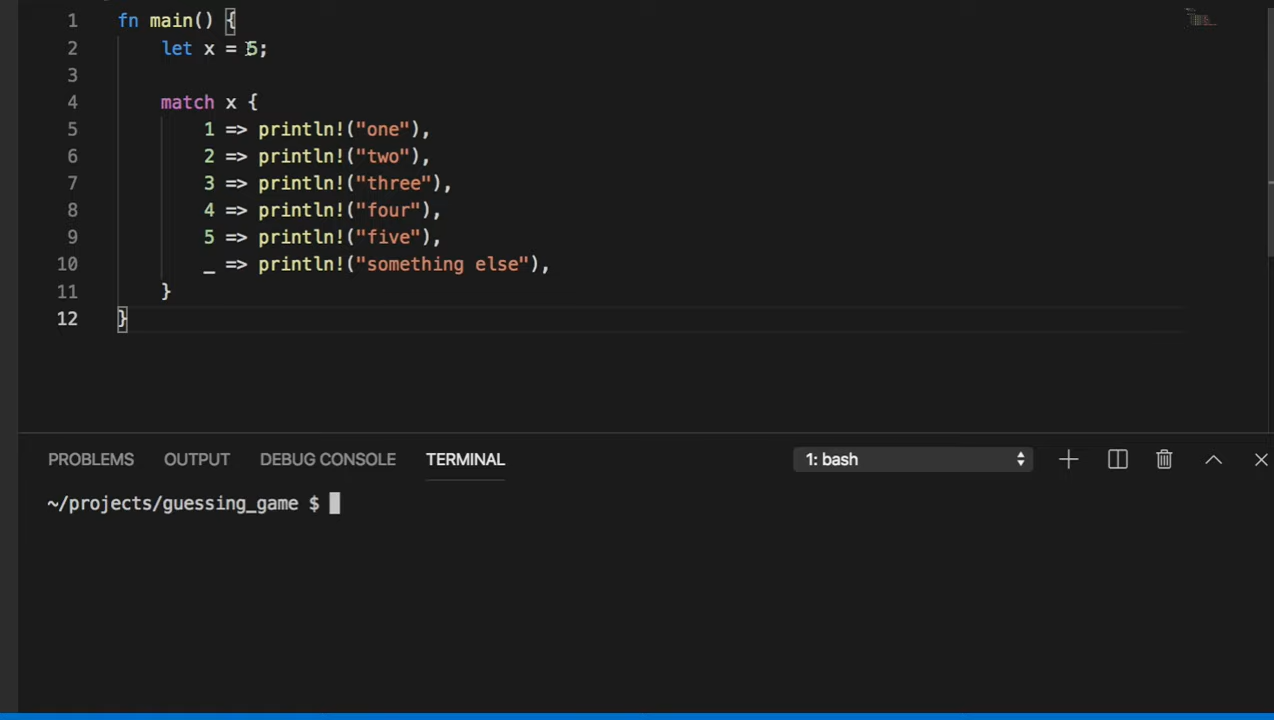 1 fn main() {
2 let x = 5;
3
4 match x {
5 1 => println!("one"),
6 2 => println!("two"),
7 3 => println!("three"),
8 4 => println!("four"),
9 5 => println!("five"),
10 _ => println!("something else"),
11 }
12 }
PROBLEMS OUTPUT DEBUG CONSOLE TERMINAL 1: bash
~/projects/guessing_game $